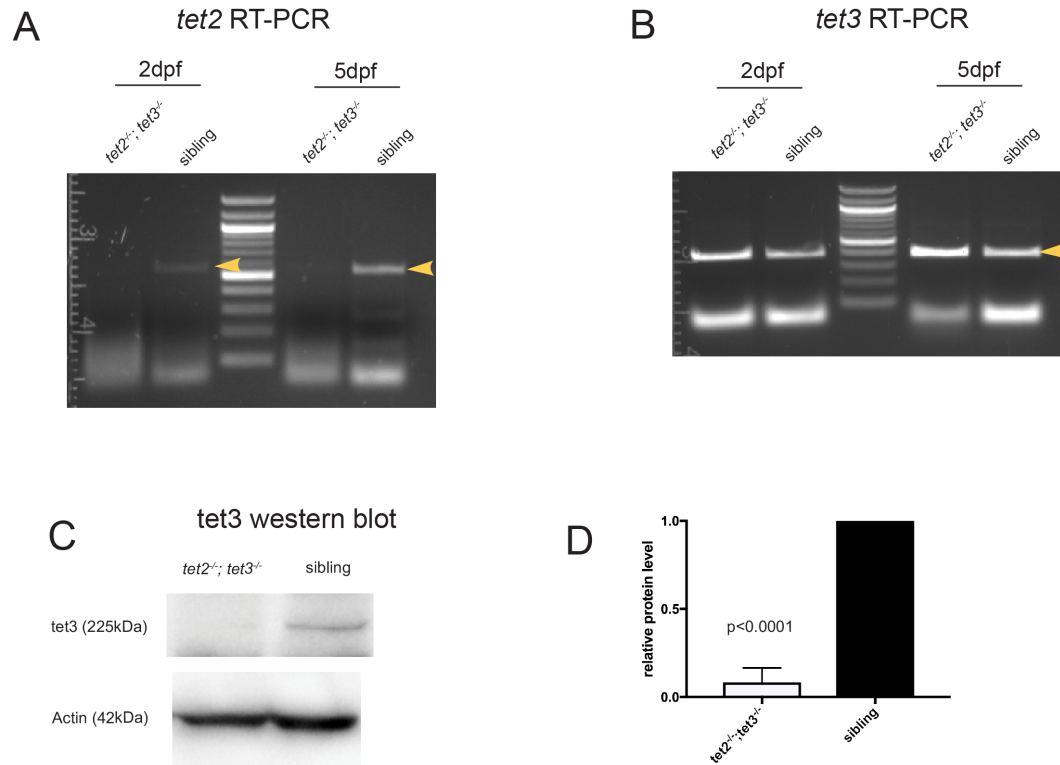 A
tet2 RT-PCR
2dpf
5dpf
tet2-/-; tet3-/-
sibling
tet2-/-; tet3-/-
sibling
3
4
B
tet3 RT-PCR
2dpf
5dpf
tet2-/-; tet3-/-
sibling
tet2-/-; tet3-/-
sibling
C
tet3 western blot
tet2-/-; tet3-/-
sibling
tet3 (225kDa)
Actin (42kDa)
D
relative protein level
1.0
0.5
0.0
p<0.0001
tet2-/-;tet3-/-
sibling